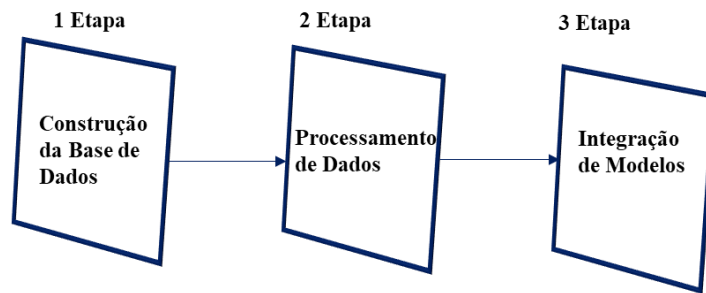 1 Etapa
2 Etapa
3 Etapa
Construção
da Base de
Dados
Processamento
de Dados
Integração
de Modelos